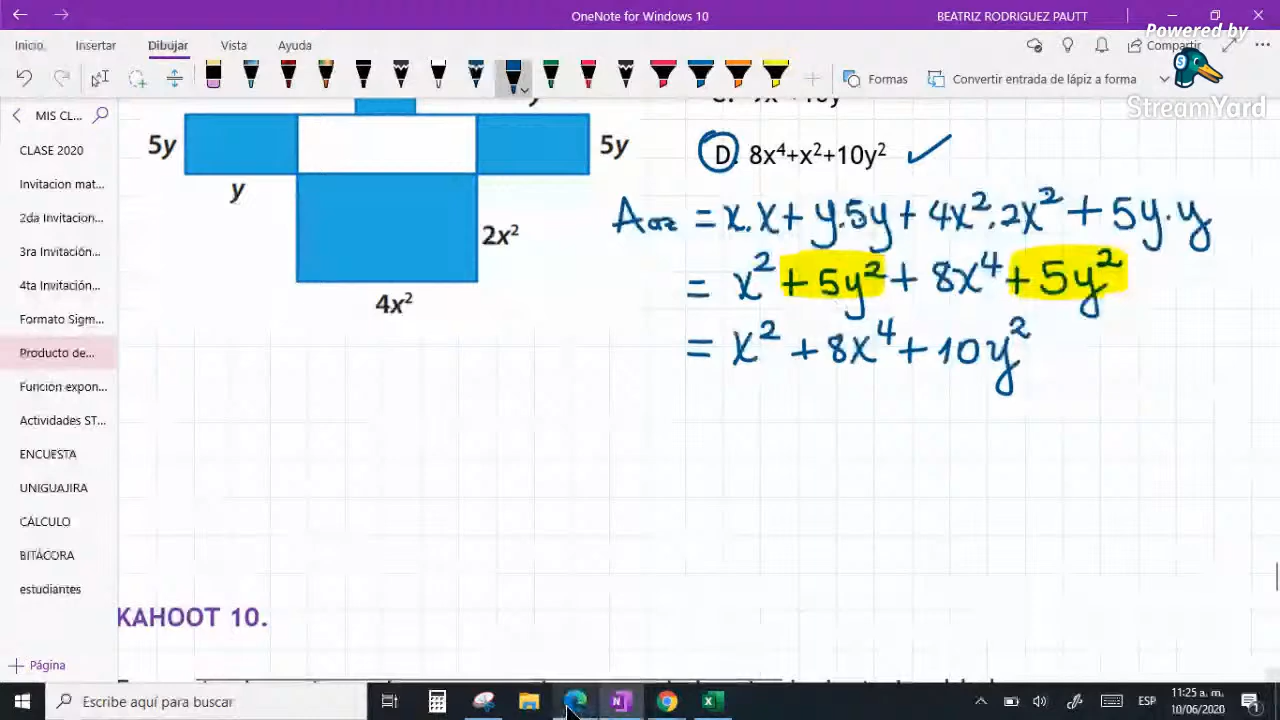 OneNote for Windows 10
BEATRIZ RODRIGUEZ PAUTT
Powered by
StreamYard
Inicio
Insertar
Dibujar
Vista
Ayuda
Compartir
Formas
Convertir entrada de lápiz a forma
MIS CL...
CLASE 2020
Invitacion mat...
2da Invitacion...
3ra Invitación...
4ta Invitación...
Formato Sigm...
Producto de...
Función expon...
Actividades ST...
ENCUESTA
UNIGUAJIRA
CÁLCULO
BITÁCORA
estudiantes
Página
5y
5y
y
2x²
4x²
D. 8x⁴+x²+10y²
A = x.x + y.5y + 4x².2x² + 5y.y
= x² + 5y² + 8x⁴ + 5y²
= x² + 8x⁴ + 10y²
KAHOOT 10.
Escribe aquí para buscar
ESP
11:25 a. m.
10/06/2020
1